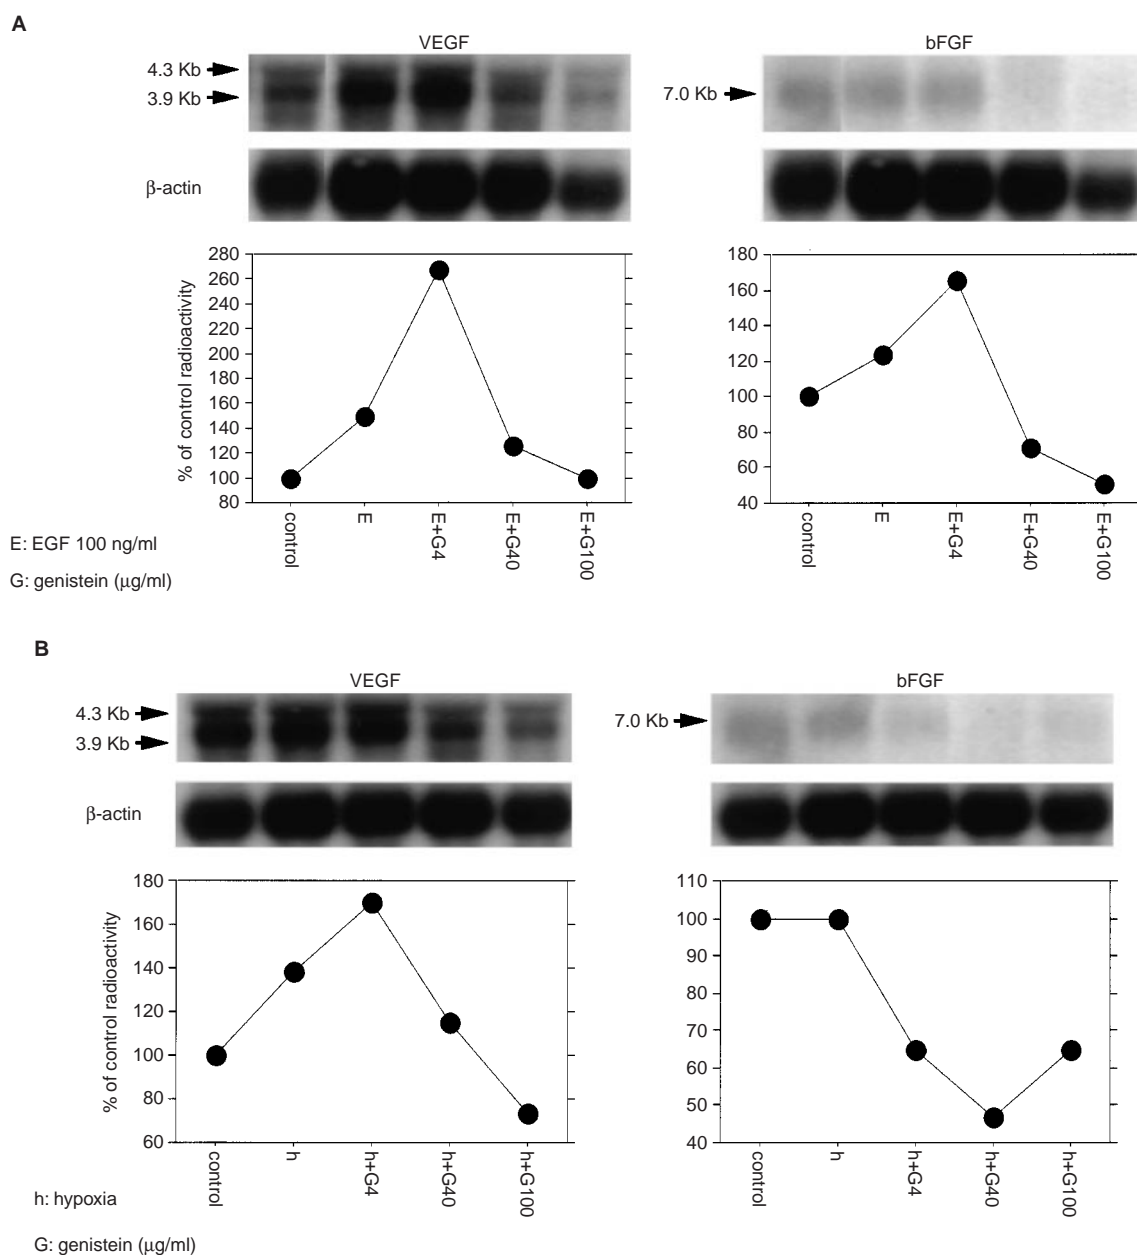 A
VEGF
bFGF
4.3 Kb
3.9 Kb
7.0 Kb
β-actin
% of control radioactivity
280
260
240
220
200
180
160
140
120
100
80
180
160
140
120
100
80
60
40
control
E
E+G4
E+G40
E+G100
control
E
E+G4
E+G40
E+G100
E: EGF 100 ng/ml
G: genistein (μg/ml)
B
VEGF
bFGF
4.3 Kb
3.9 Kb
7.0 Kb
β-actin
% of control radioactivity
180
160
140
120
100
80
60
110
100
90
80
70
60
50
40
control
h
h+G4
h+G40
h+G100
control
h
h+G4
h+G40
h+G100
h: hypoxia
G: genistein (μg/ml)